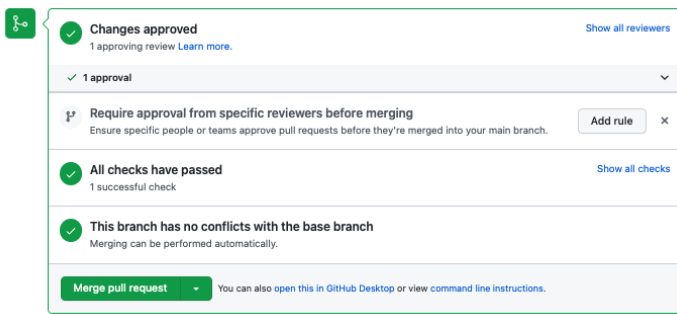 Changes approved
Show all reviewers
1 approving review Learn more.
1 approval
Require approval from specific reviewers before merging
Ensure specific people or teams approve pull requests before they're merged into your main branch.
Add rule
All checks have passed
Show all checks
1 successful check
This branch has no conflicts with the base branch
Merging can be performed automatically.
Merge pull request
You can also open this in GitHub Desktop or view command line instructions.